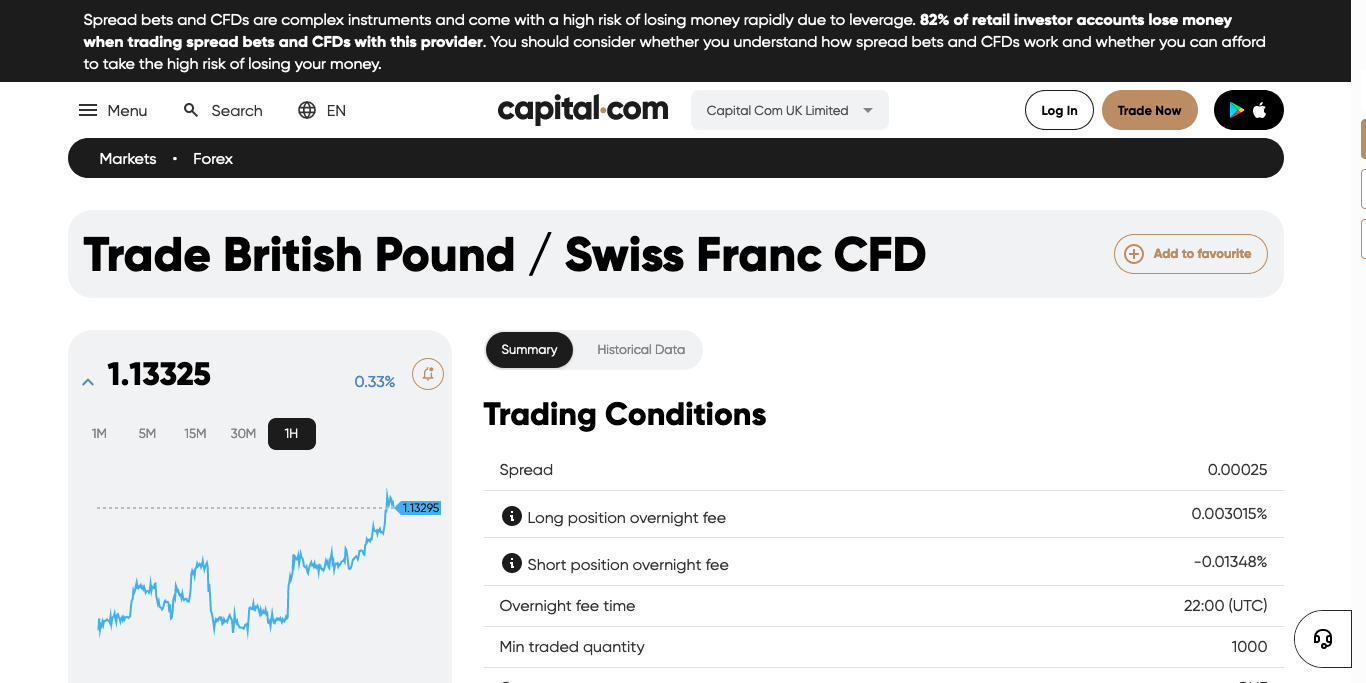 Spread bets and CFDs are complex instruments and come with a high risk of losing money rapidly due to leverage. 82% of retail investor accounts lose money
when trading spread bets and CFDs with this provider. You should consider whether you understand how spread bets and CFDs work and whether you can afford
to take the high risk of losing your money.
Menu Search EN capital.com Capital Com UK Limited Log In Trade Now
Markets • Forex
Trade British Pound / Swiss Franc CFD Add to favourite
1.13325 0.33%
1M 5M 15M 30M 1H
1.13295
Summary Historical Data
Trading Conditions
Spread 0.00025
Long position overnight fee 0.003015%
Short position overnight fee -0.01348%
Overnight fee time 22:00 (UTC)
Min traded quantity 1000